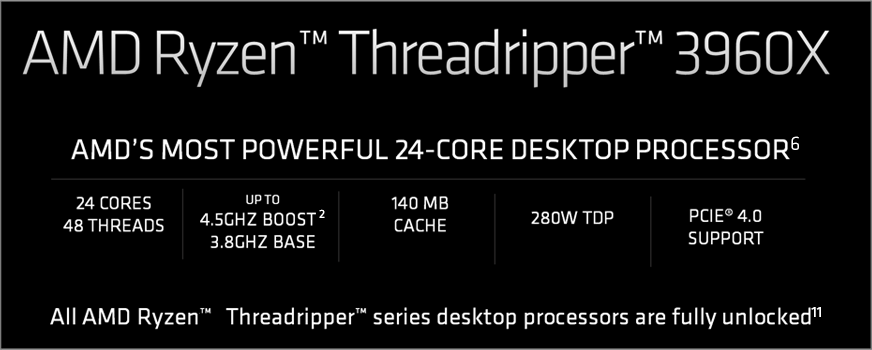 AMD Ryzen™ Threadripper™ 3960X
AMD'S MOST POWERFUL 24-CORE DESKTOP PROCESSOR⁶
24 CORES
48 THREADS
UP TO
4.5GHZ BOOST²
3.8GHZ BASE
140 MB
CACHE
280W TDP
PCIE® 4.0
SUPPORT
All AMD Ryzen™ Threadripper™ series desktop processors are fully unlocked¹¹